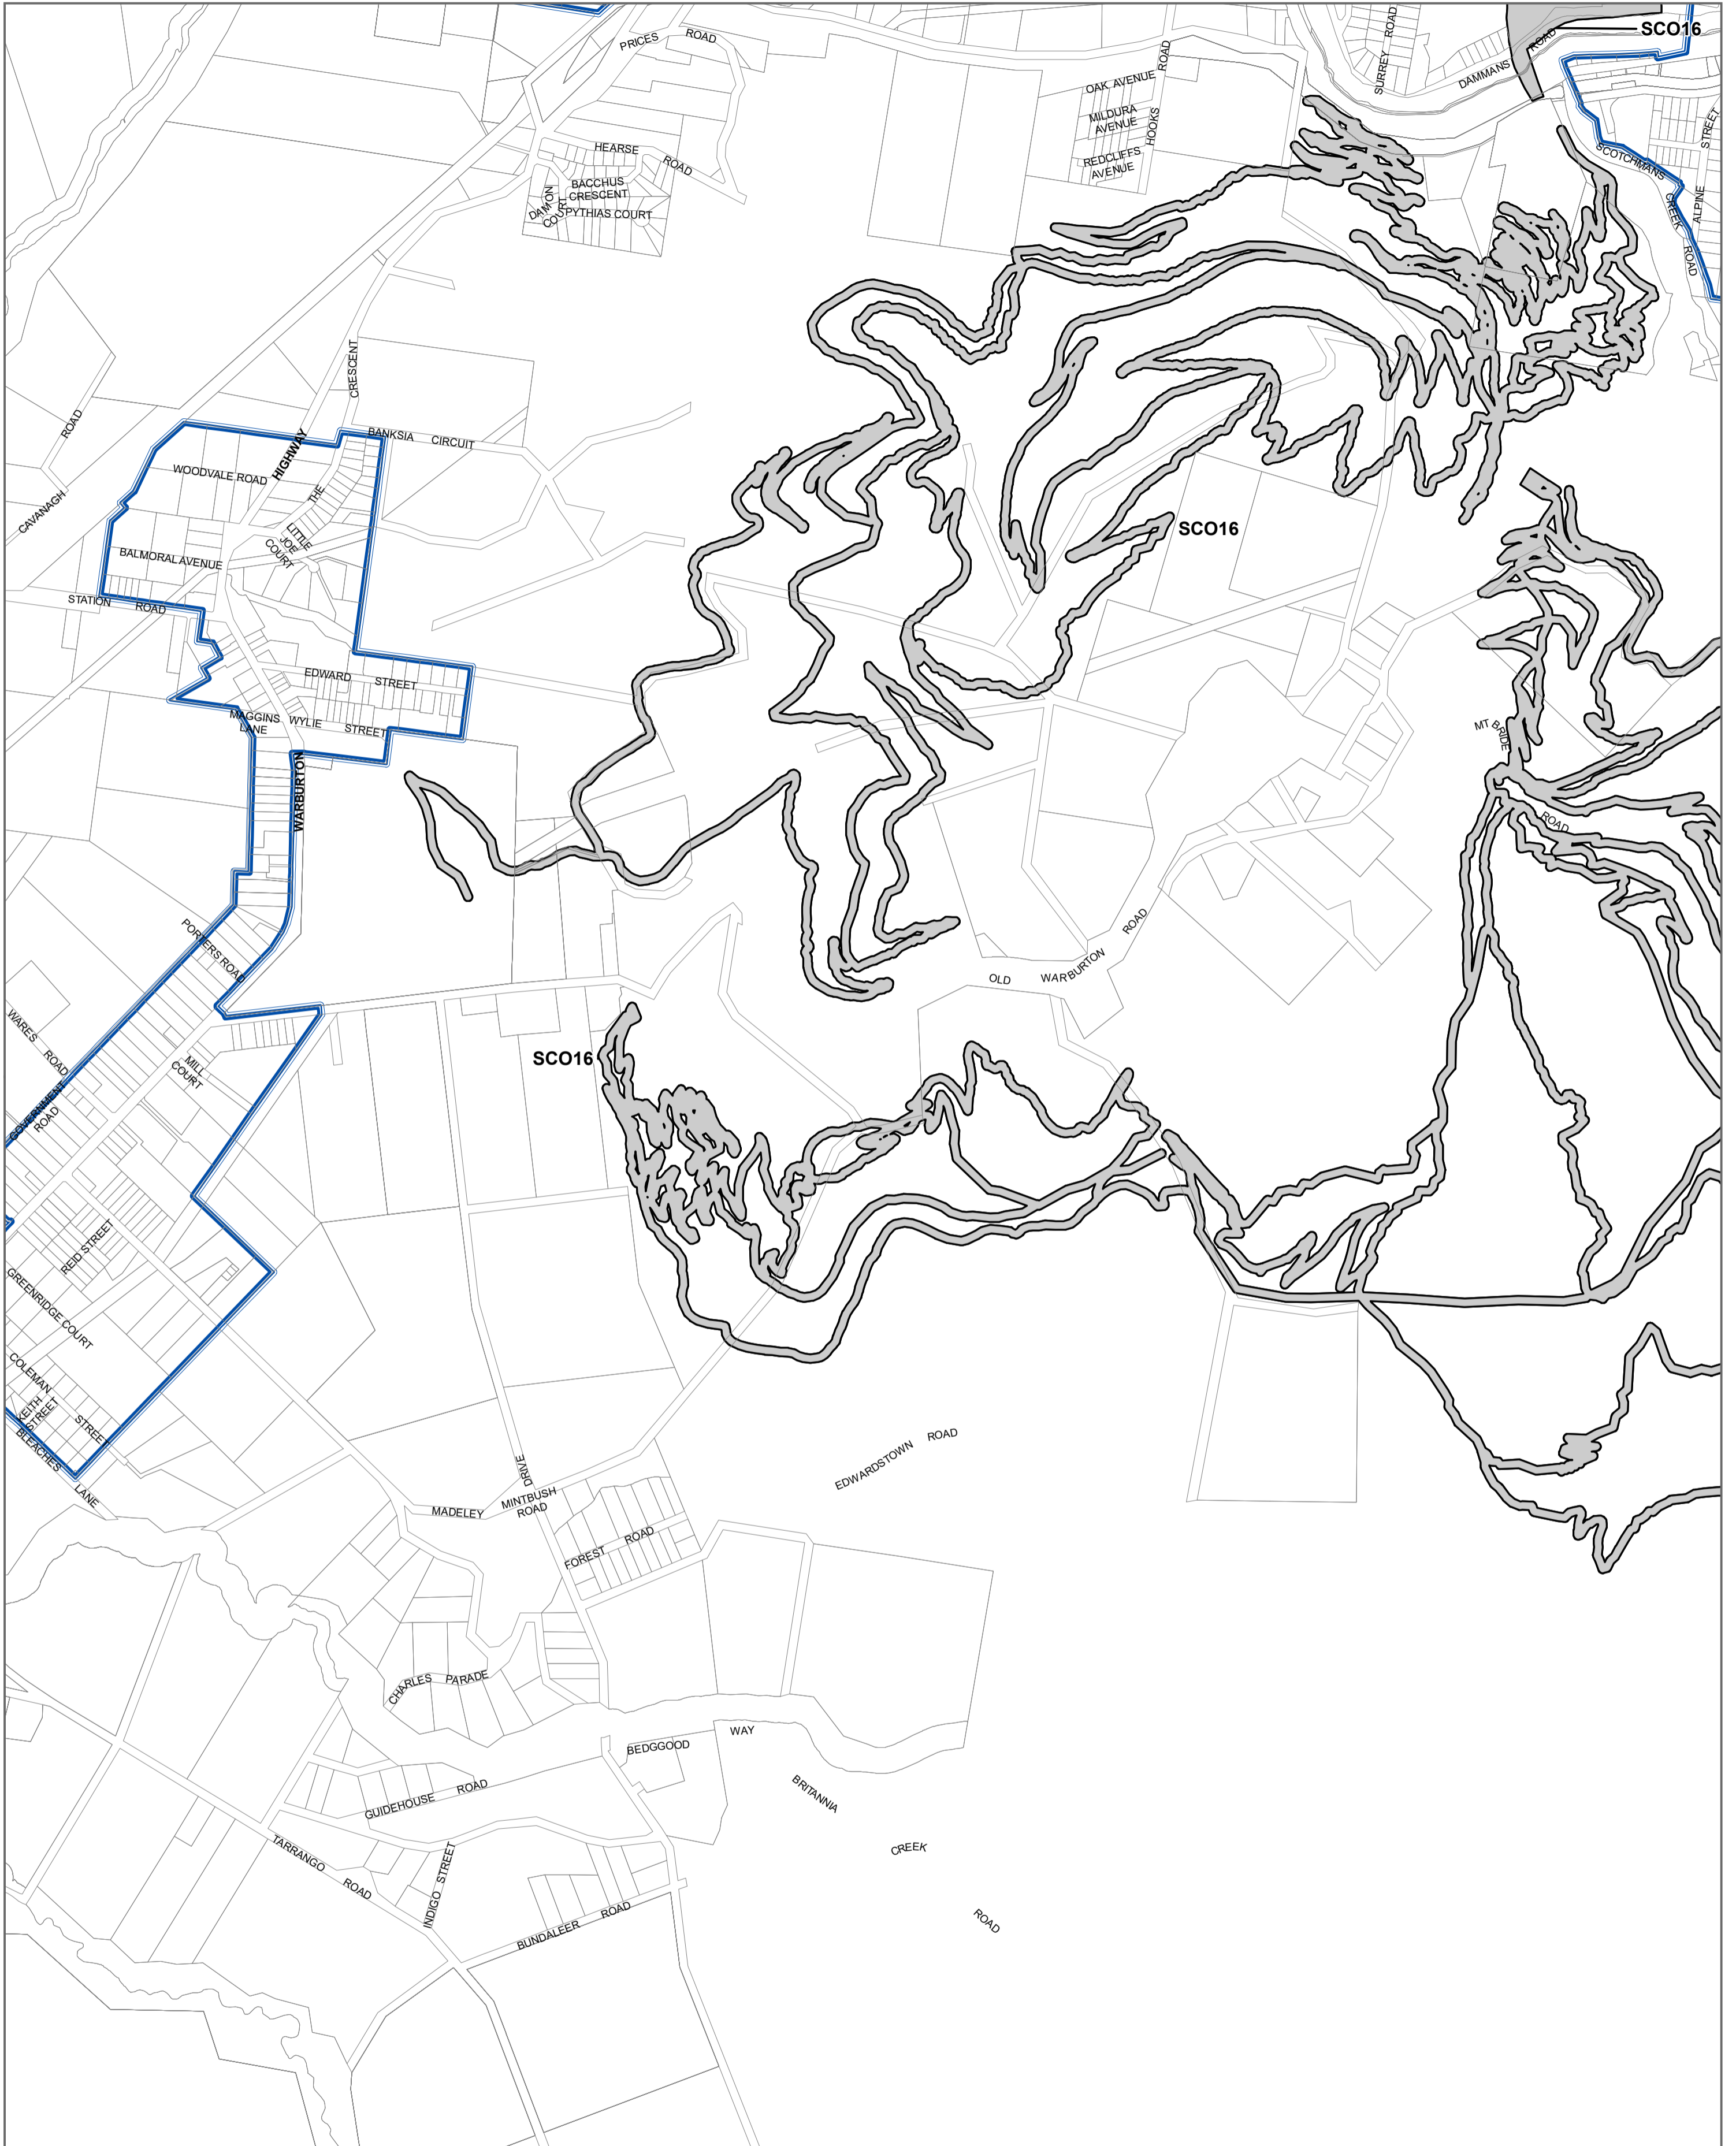 SCO16
PRICES ROAD
SURREY ROAD
DAMMANS ROAD
OAK AVENUE
MILDURA
AVENUE
HOOKS ROAD
REDCLIFFS
AVENUE
SCOTCHMANS CREEK ROAD
ALPINE STREET
HEARSE ROAD
BACCHUS
CRESCENT
DAMON
COURT
PYTHIAS COURT
THE CRESCENT
ROAD
CAVANAGH
BANKSIA CIRCUIT
WOODVALE ROAD
HIGHWAY
LITTLE
JOE
COURT
BALMORAL AVENUE
STATION ROAD
SCO16
EDWARD STREET
MAGGINS
LANE
WYLIE STREET
WARBURTON
MT BRIDE
ROAD
PORTERS ROAD
OLD WARBURTON ROAD
WARES ROAD
MILL
COURT
SCO16
GOVERNMENT
ROAD
REID STREET
GREENRIDGE COURT
COLEMAN STREET
KEITH
STREET
BLEACHES LANE
EDWARDSTOWN ROAD
DRIVE
MADELEY
MINTBUSH
ROAD
FOREST ROAD
CHARLES PARADE
BEDGGOOD WAY
GUIDEHOUSE ROAD
BRITANNIA CREEK ROAD
TARRANGO ROAD
INDIGO STREET
BUNDALEER ROAD